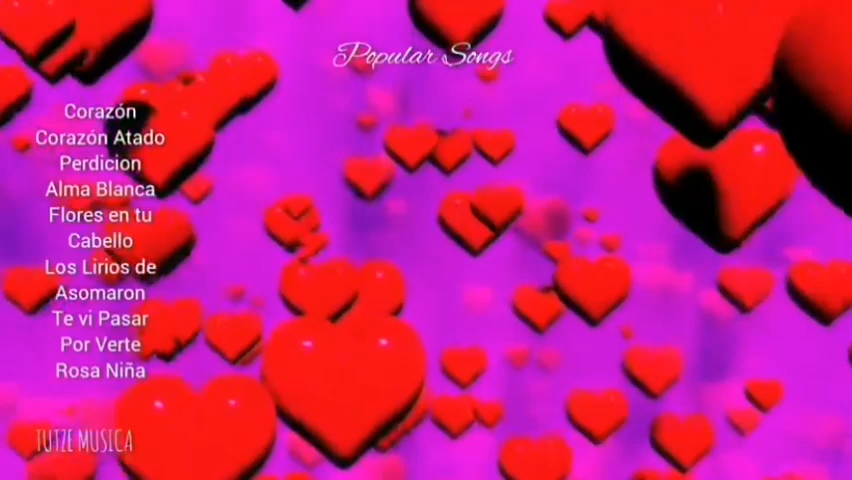 Popular Songs
Corazón
Corazón Atado
Perdicion
Alma Blanca
Flores en tu
Cabello
Los Lirios de
Asomaron
Te vi Pasar
Por Verte
Rosa Niña
TUTZE MUSICA